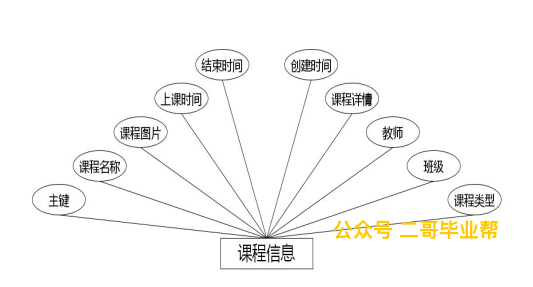 结束时间
创建时间
上课时间
课程详情
课程图片
教师
课程名称
班级
主键
课程类型
公众号 二哥毕业帮
课程信息